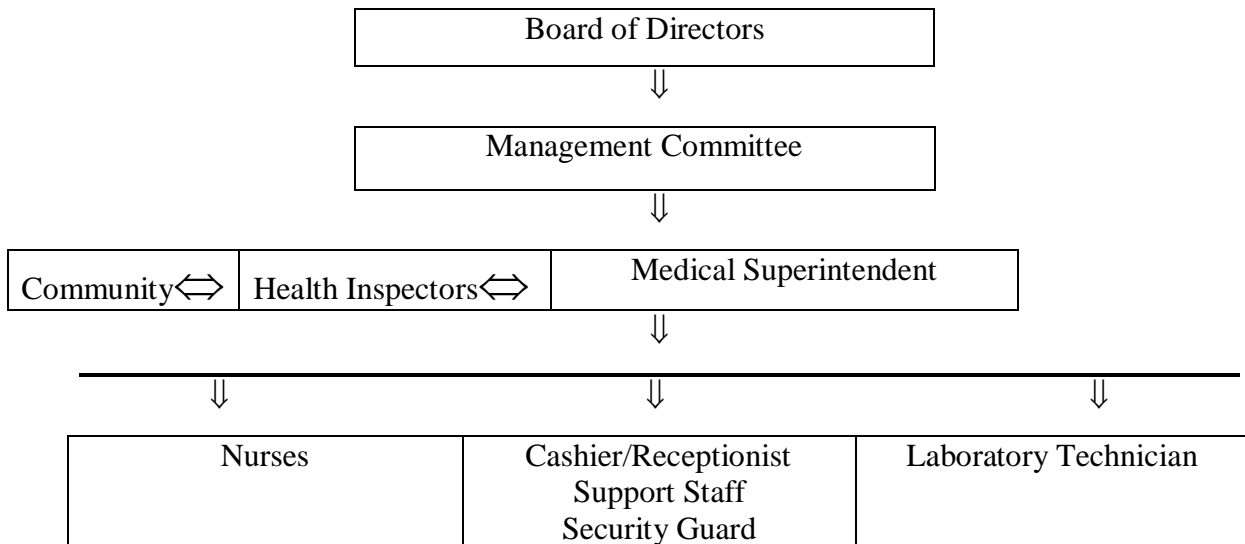 Board of Directors
⇓
Management Committee
⇓
Medical Superintendent
Community⇔ Health Inspectors⇔
⇓
⇓ ⇓ ⇓
Nurses Cashier/Receptionist Laboratory Technician
Support Staff
Security Guard